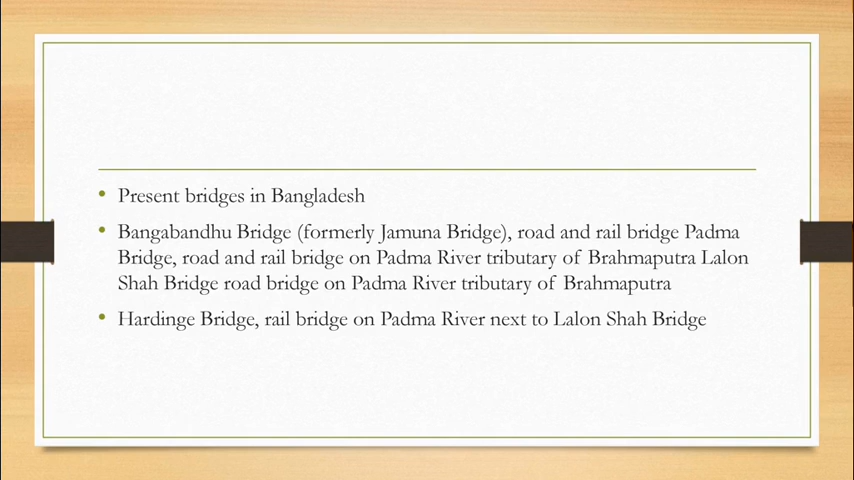 • Present bridges in Bangladesh
• Bangabandhu Bridge (formerly Jamuna Bridge), road and rail bridge Padma
Bridge, road and rail bridge on Padma River tributary of Brahmaputra Lalon
Shah Bridge road bridge on Padma River tributary of Brahmaputra
• Hardinge Bridge, rail bridge on Padma River next to Lalon Shah Bridge